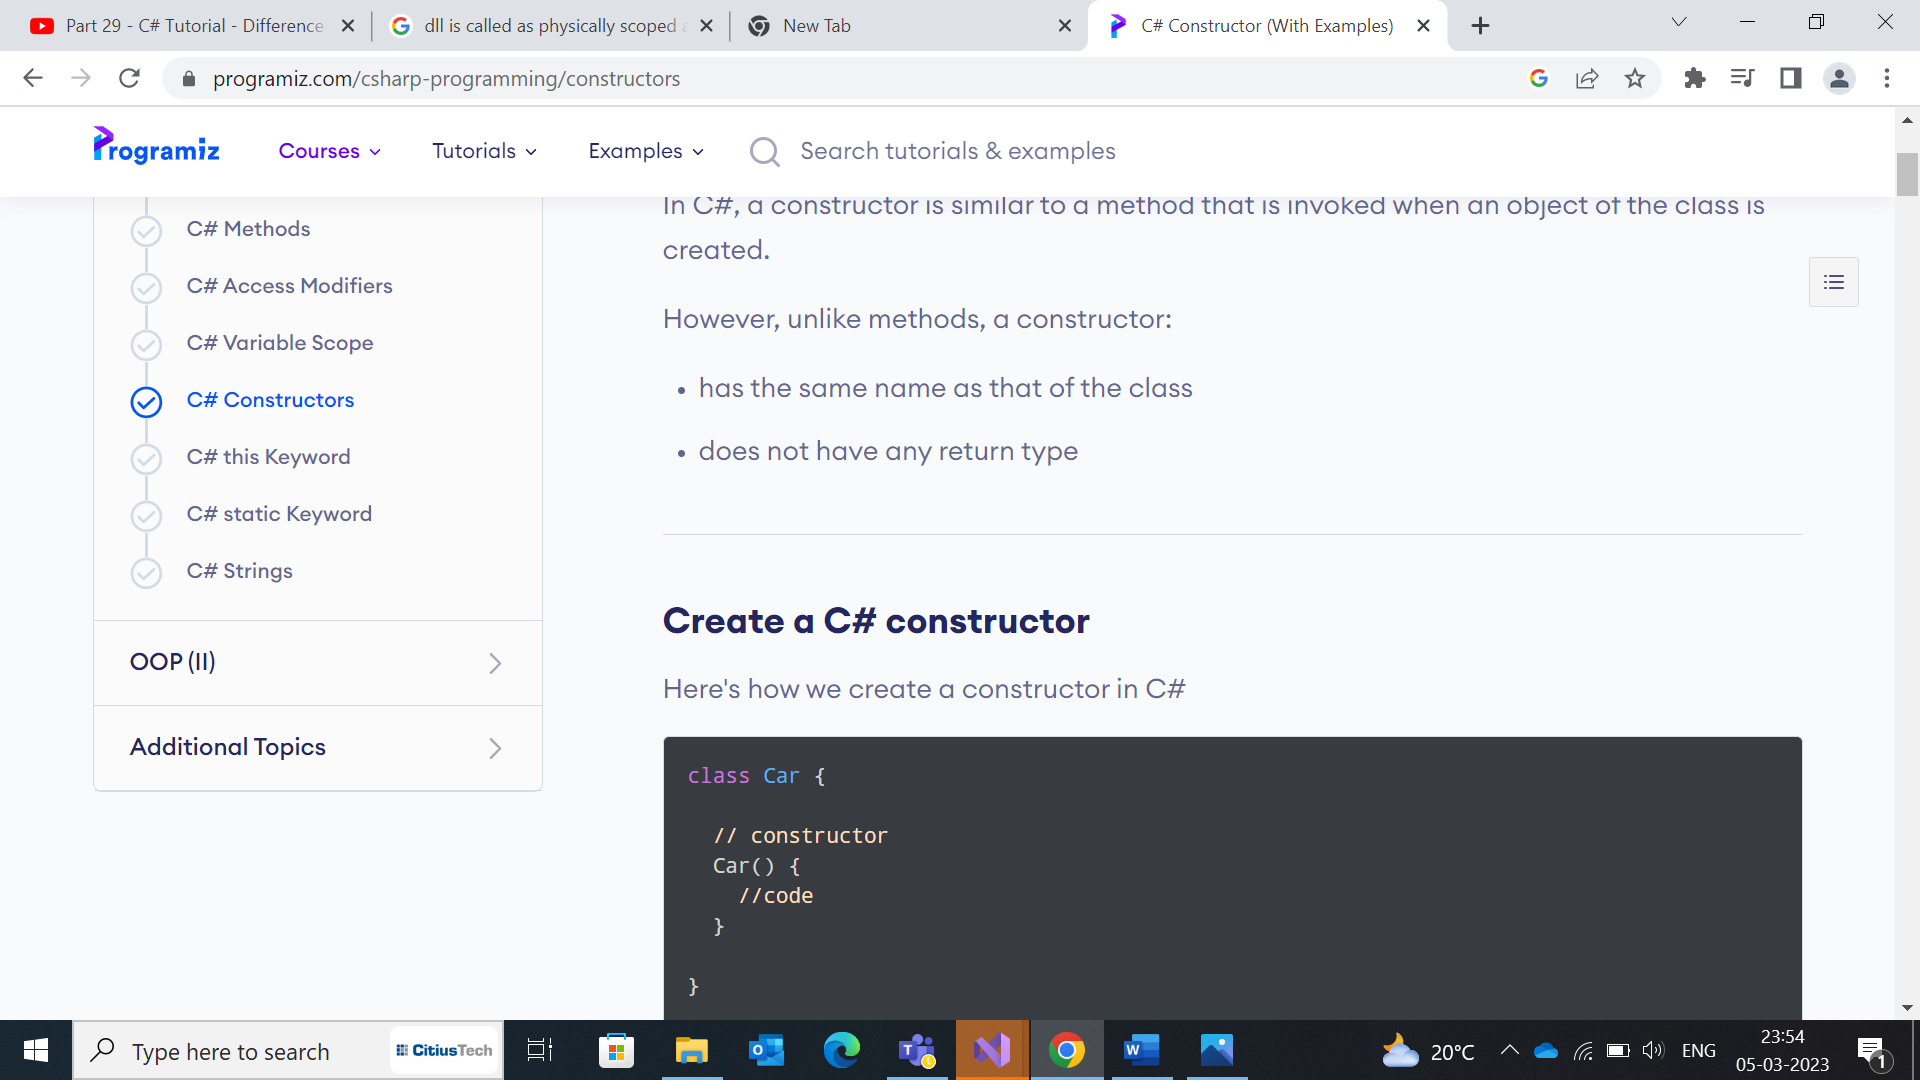 Part 29 - C# Tutorial - Difference
dll is called as physically scoped a
New Tab
C# Constructor (With Examples)
programiz.com/csharp-programming/constructors
Programiz
Courses
Tutorials
Examples
Search tutorials & examples
C# Methods
C# Access Modifiers
C# Variable Scope
C# Constructors
C# this Keyword
C# static Keyword
C# Strings
OOP (II)
Additional Topics
In C#, a constructor is similar to a method that is invoked when an object of the class is
created.
However, unlike methods, a constructor:
• has the same name as that of the class
• does not have any return type
Create a C# constructor
Here's how we create a constructor in C#
class Car {
// constructor
Car() {
//code
}
}
Type here to search
CitiusTech
20°C
ENG
23:54
05-03-2023
1